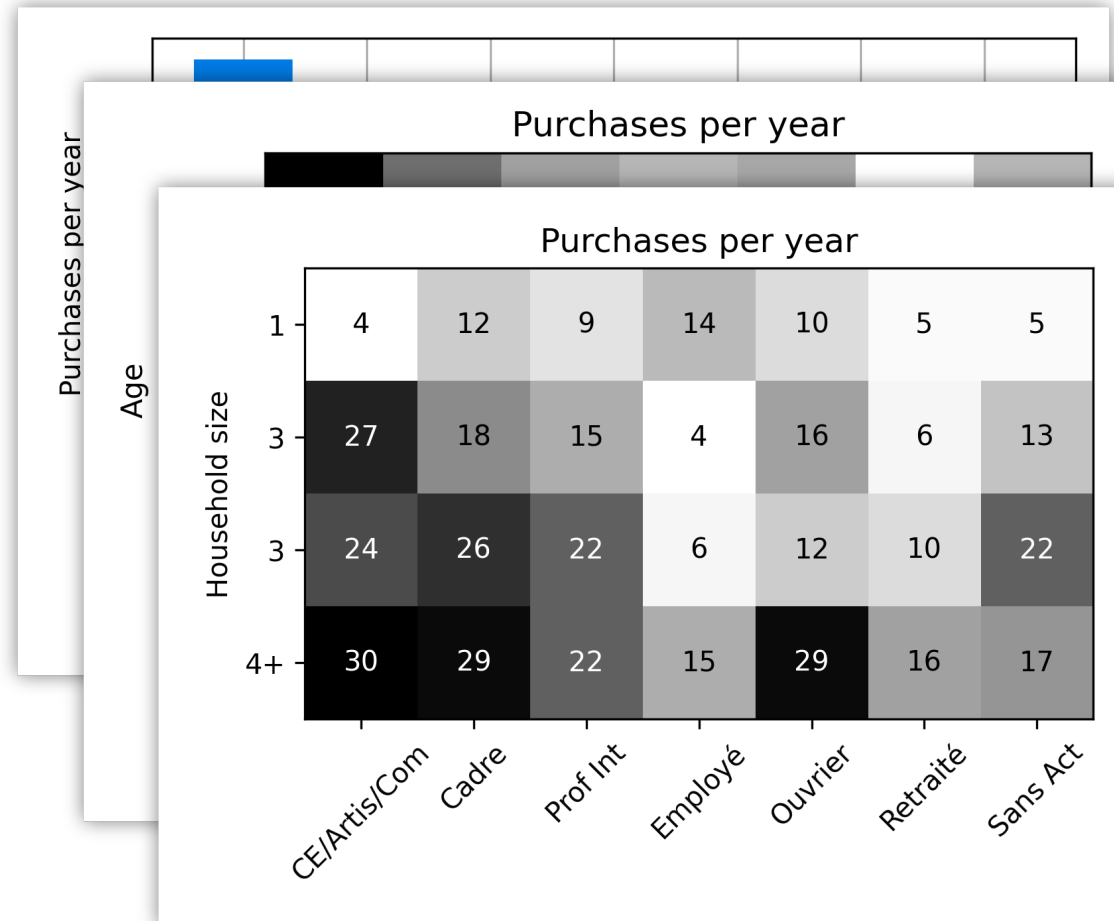 Purchases per year
Purchases per year
Age
Purchases per year
Household size
1 4 12 9 14 10 5 5
3 27 18 15 4 16 6 13
3 24 26 22 6 12 10 22
4+ 30 29 22 15 29 16 17
CE/Artis/Com Cadre Prof Int Employé Ouvrier Retraité Sans Act